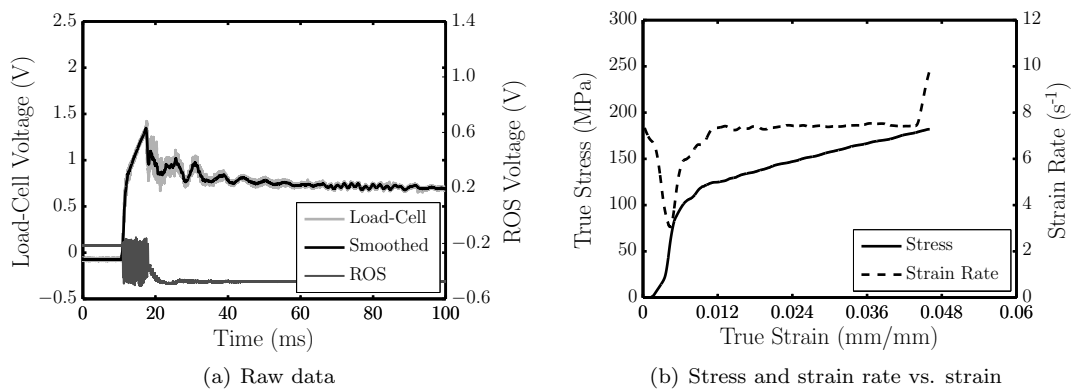 2.5
2
1.5
1
0.5
0
−0.5
Load-Cell Voltage (V)
1.4
1.0
0.6
0.2
−0.2
−0.6
ROS Voltage (V)
Load-Cell
Smoothed
ROS
0 20 40 60 80 100
Time (ms)
(a) Raw data
300
250
200
150
100
50
0
True Stress (MPa)
12
10
8
6
4
2
0
Strain Rate (s-1)
Stress
Strain Rate
0 0.012 0.024 0.036 0.048 0.06
True Strain (mm/mm)
(b) Stress and strain rate vs. strain